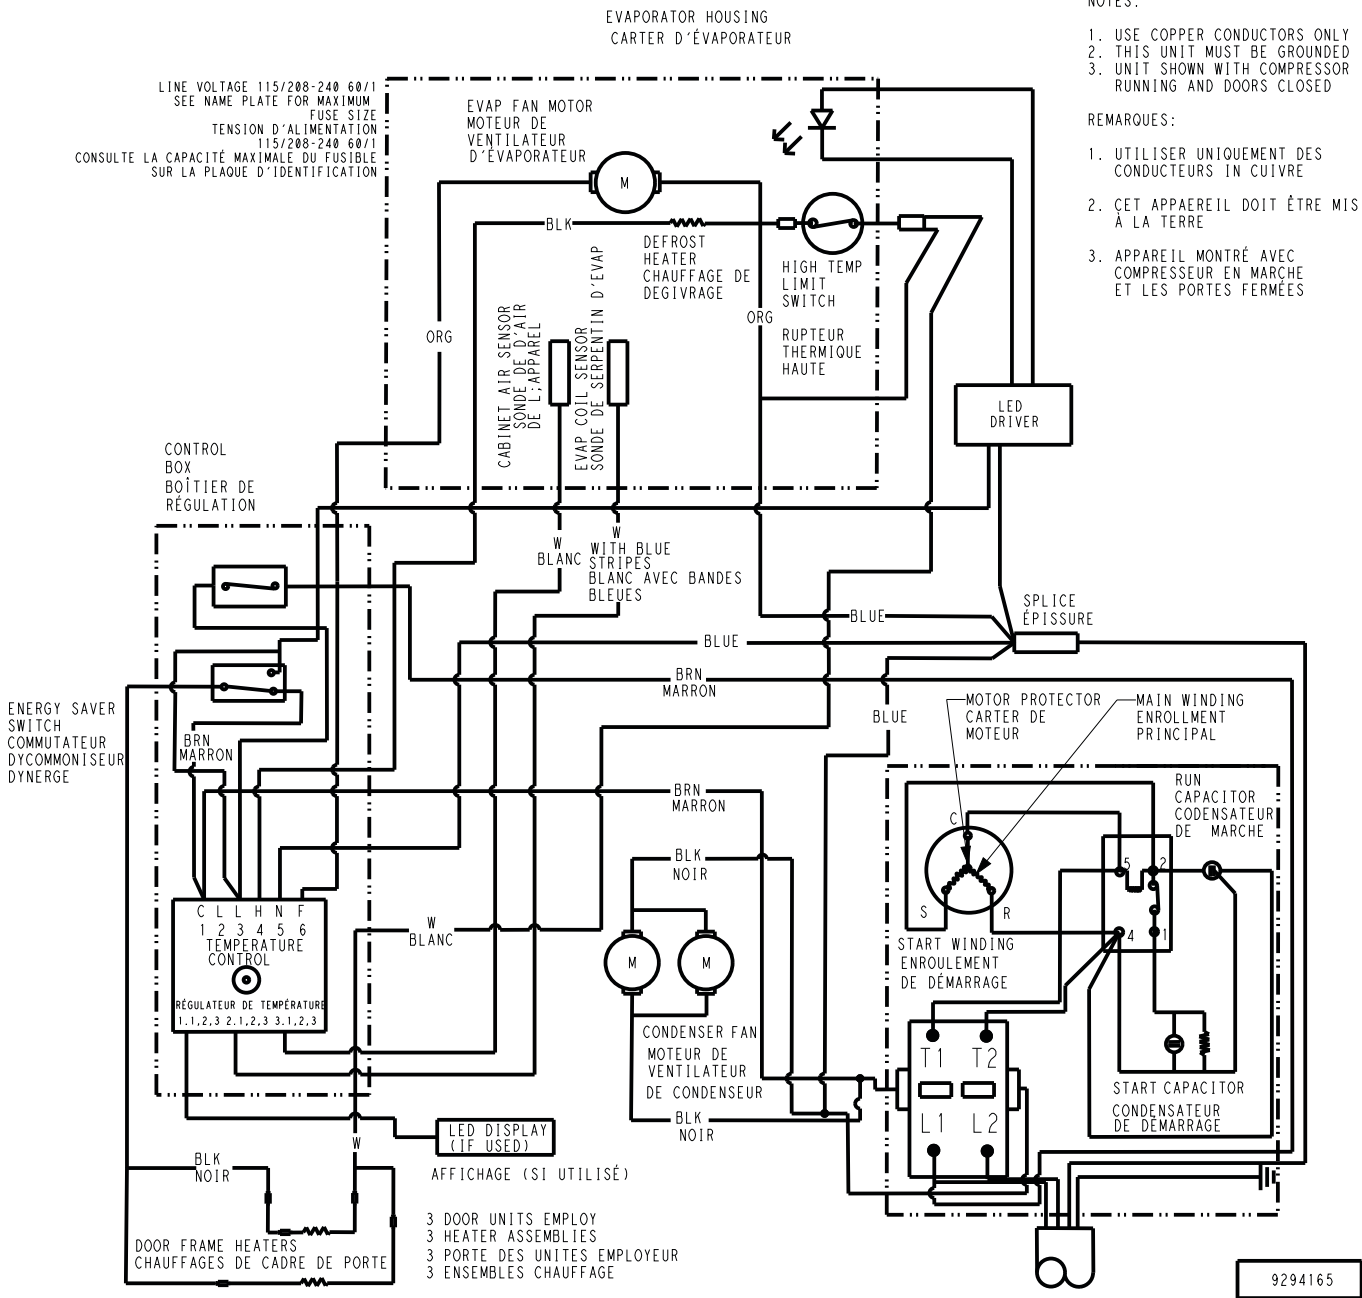 EVAPORATOR HOUSING
CARTER D'ÉVAPORATEUR
NOTES:
1. USE COPPER CONDUCTORS ONLY
2. THIS UNIT MUST BE GROUNDED
3. UNIT SHOWN WITH COMPRESSOR
RUNNING AND DOORS CLOSED
REMARQUES:
1. UTILISER UNIQUEMENT DES
CONDUCTEURS IN CUIVRE
2. CET APPAEREIL DOIT ÊTRE MIS
À LA TERRE
3. APPAREIL MONTRÉ AVEC
COMPRESSEUR EN MARCHE
ET LES PORTES FERMÉES
LINE VOLTAGE 115/208-240 60/1
SEE NAME PLATE FOR MAXIMUM
FUSE SIZE
TENSION D'ALIMENTATION
115/208-240 60/1
CONSULTE LA CAPACITÉ MAXIMALE DU FUSIBLE
SUR LA PLAQUE D'IDENTIFICATION
EVAP FAN MOTOR
MOTEUR DE
VENTILATEUR
D'ÉVAPORATEUR
M
BLK
DEFROST
HEATER
CHAUFFAGE DE
DEGIVRAGE
HIGH TEMP
LIMIT
SWITCH
RUPTEUR
THERMIQUE
HAUTE
ORG
ORG
CABINET AIR SENSOR
SONDE DE D'AIR
DE L;APPAREL
EVAP COIL SENSOR
SONDE DE SERPENTIN D'EVAP
LED
DRIVER
CONTROL
BOX
BOÎTIER DE
RÉGULATION
W
BLANC
W
WITH BLUE
STRIPES
BLANC AVEC BANDES
BLEUES
SPLICE
ÉPISSURE
BLUE
BLUE
BRN
MARRON
BLUE
ENERGY SAVER
SWITCH
COMMUTATEUR
DYCOMMONISEUR
DYNERGE
BRN
MARRON
MOTOR PROTECTOR
CARTER DE
MOTEUR
MAIN WINDING
ENROLLMENT
PRINCIPAL
RUN
CAPACITOR
CODENSATEUR
DE MARCHE
BRN
MARRON
BLK
NOIR
C
S
R
5
2
4
1
START WINDING
ENROULEMENT
DE DÉMARRAGE
C L L H N F
1 2 3 4 5 6
TEMPERATURE
CONTROL
RÉGULATEUR DE TEMPÉRATURE
1.1,2,3 2.1,2,3 3.1,2,3
W
BLANC
M
M
CONDENSER FAN
MOTEUR DE
VENTILATEUR
DE CONDENSEUR
BLK
NOIR
T1
T2
L1
L2
START CAPACITOR
CONDENSATEUR
DE DÉMARRAGE
LED DISPLAY
(IF USED)
AFFICHAGE (SI UTILISÉ)
W
BLK
NOIR
DOOR FRAME HEATERS
CHAUFFAGES DE CADRE DE PORTE
3 DOOR UNITS EMPLOY
3 HEATER ASSEMBLIES
3 PORTE DES UNITES EMPLOYEUR
3 ENSEMBLES CHAUFFAGE
9294165